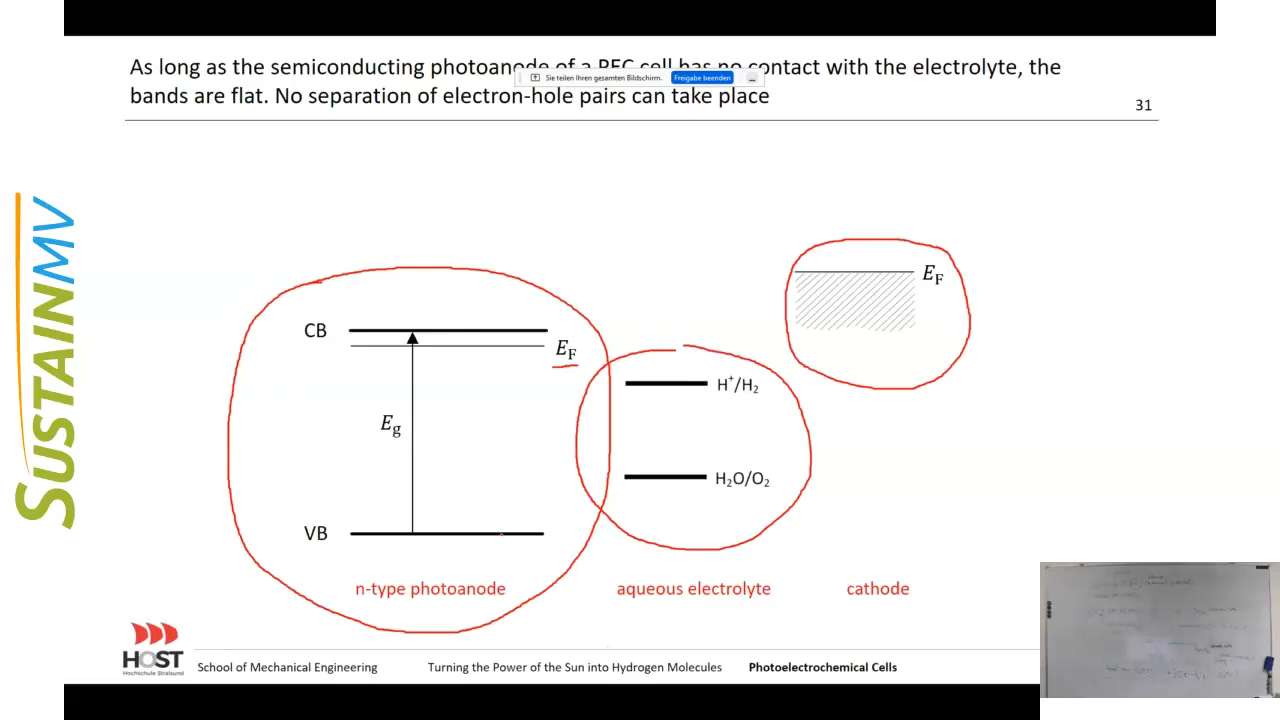 As long as the semiconducting photoanode of a PEC cell has no contact with the electrolyte, the
bands are flat. No separation of electron-hole pairs can take place
Sie teilen Ihren gesamten Bildschirm. Freigabe beenden
31
SUSTAINMV
E_F
CB
E_F
H⁺/H₂
E_g
H₂O/O₂
VB
n-type photoanode aqueous electrolyte cathode
HOST
Hochschule Stralsund
School of Mechanical Engineering Turning the Power of the Sun into Hydrogen Molecules Photoelectrochemical Cells